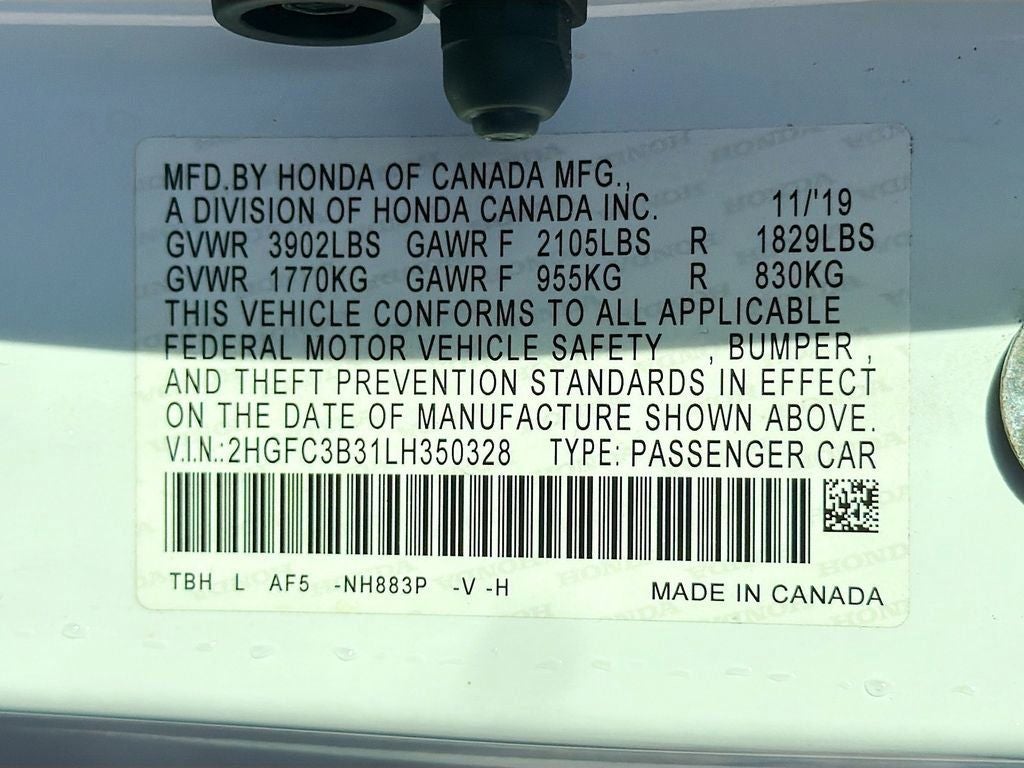 MFD.BY HONDA OF CANADA MFG.,
A DIVISION OF HONDA CANADA INC. 11/'19
GVWR 3902LBS GAWR F 2105LBS R 1829LBS
GVWR 1770KG GAWR F 955KG R 830KG
THIS VEHICLE CONFORMS TO ALL APPLICABLE
FEDERAL MOTOR VEHICLE SAFETY , BUMPER ,
AND THEFT PREVENTION STANDARDS IN EFFECT
ON THE DATE OF MANUFACTURE SHOWN ABOVE.
V.I.N.:2HGFC3B31LH350328 TYPE: PASSENGER CAR
TBH L AF5 -NH883P -V -H MADE IN CANADA